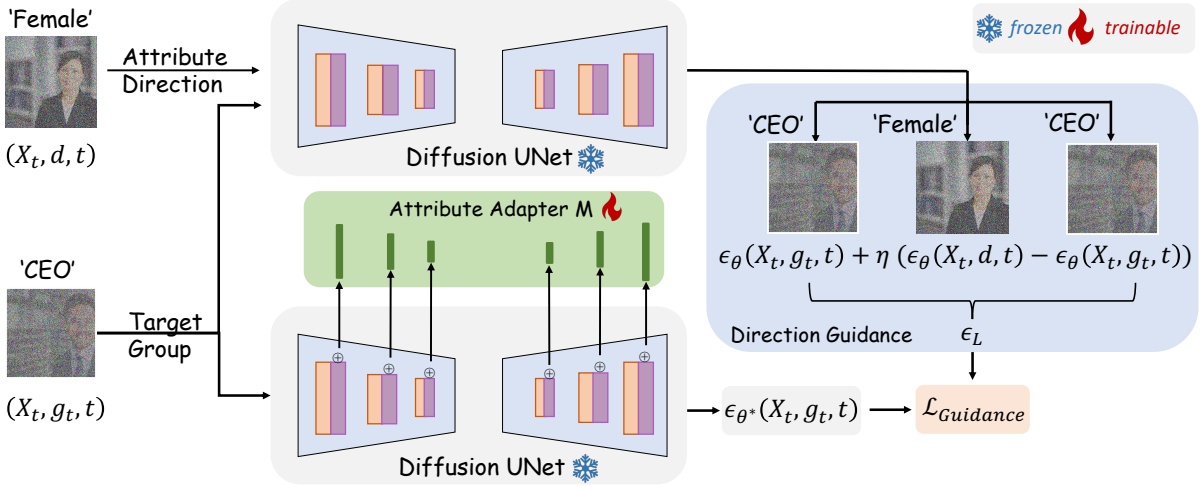 'Female'
Attribute
Direction
(X_t, d, t)
Diffusion UNet
frozen
trainable
'CEO'
'Female'
'CEO'
ϵ_θ(X_t, g_t, t) + η (ϵ_θ(X_t, d, t) − ϵ_θ(X_t, g_t, t))
Direction Guidance
ϵ_L
Attribute Adapter M
'CEO'
Target
Group
(X_t, g_t, t)
Diffusion UNet
ϵ_θ*(X_t, g_t, t)
ℒ_Guidance